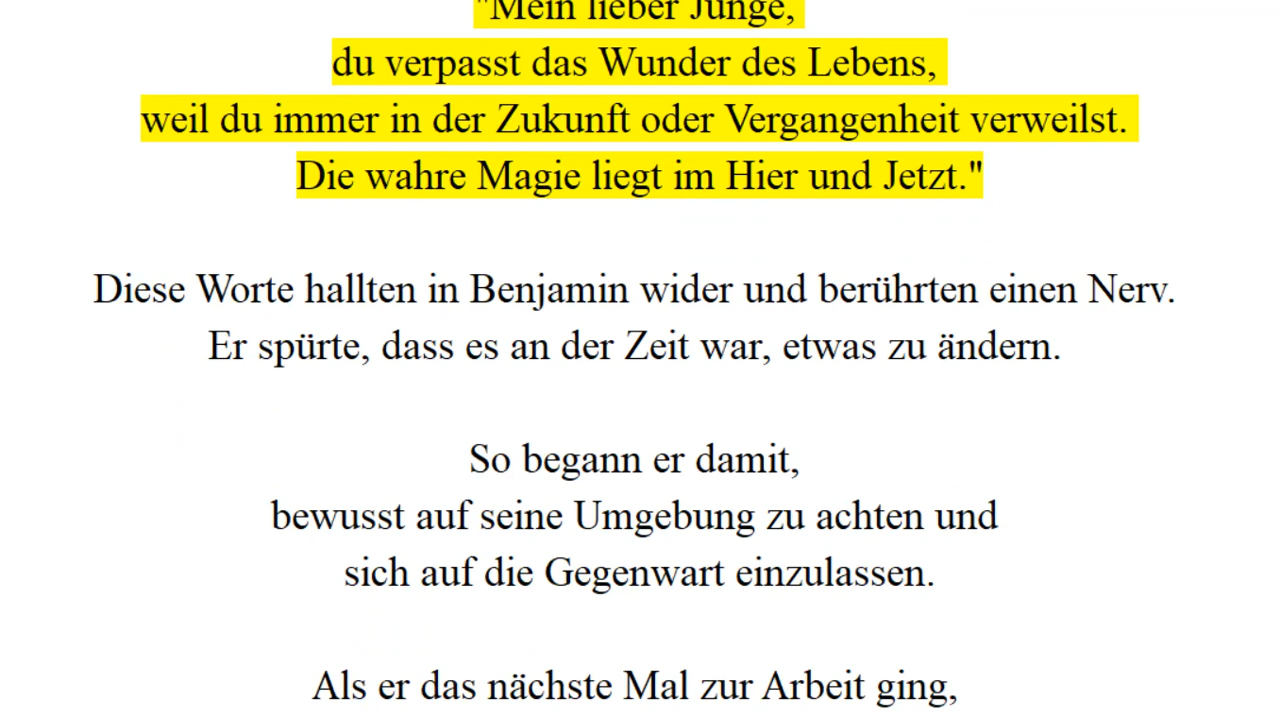 "Mein lieber Junge,
du verpasst das Wunder des Lebens,
weil du immer in der Zukunft oder Vergangenheit verweilst.
Die wahre Magie liegt im Hier und Jetzt."
Diese Worte hallten in Benjamin wider und berührten einen Nerv.
Er spürte, dass es an der Zeit war, etwas zu ändern.
So begann er damit,
bewusst auf seine Umgebung zu achten und
sich auf die Gegenwart einzulassen.
Als er das nächste Mal zur Arbeit ging,